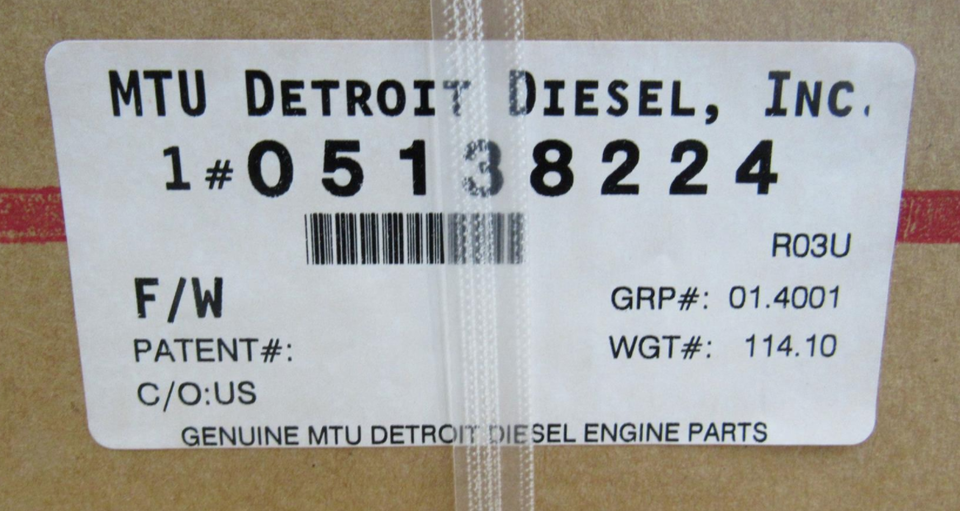 MTU DETROIT DIESEL, INC.
1#05138224
R03U
F/W
GRP#: 01.4001
PATENT#:
WGT#: 114.10
C/O:US
GENUINE MTU DETROIT DIESEL ENGINE PARTS